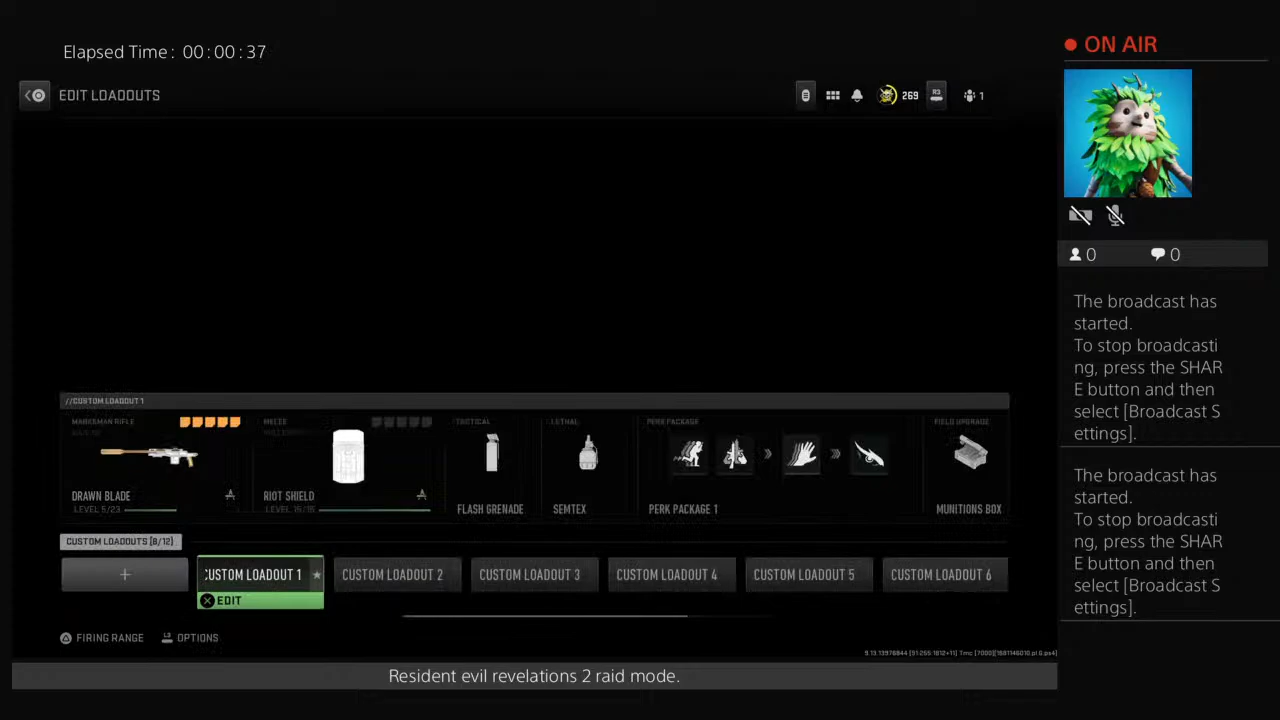 Elapsed Time: 00:00:37
ON AIR
EDIT LOADOUTS
269
R3
1
0
0
The broadcast has
started.
To stop broadcasti
ng, press the SHAR
E button and then
select [Broadcast S
ettings].
The broadcast has
started.
To stop broadcasti
ng, press the SHAR
E button and then
select [Broadcast S
ettings].
//CUSTOM LOADOUT 1
MARKSMAN RIFLE
MELEE
TACTICAL
LETHAL
PERK PACKAGE
FIELD UPGRADE
DRAWN BLADE
LEVEL 5/23
RIOT SHIELD
LEVEL 16/16
FLASH GRENADE
SEMTEX
PERK PACKAGE 1
MUNITIONS BOX
CUSTOM LOADOUTS [8/12]
CUSTOM LOADOUT 1
EDIT
CUSTOM LOADOUT 2
CUSTOM LOADOUT 3
CUSTOM LOADOUT 4
CUSTOM LOADOUT 5
CUSTOM LOADOUT 6
FIRING RANGE
L3 OPTIONS
Resident evil revelations 2 raid mode.